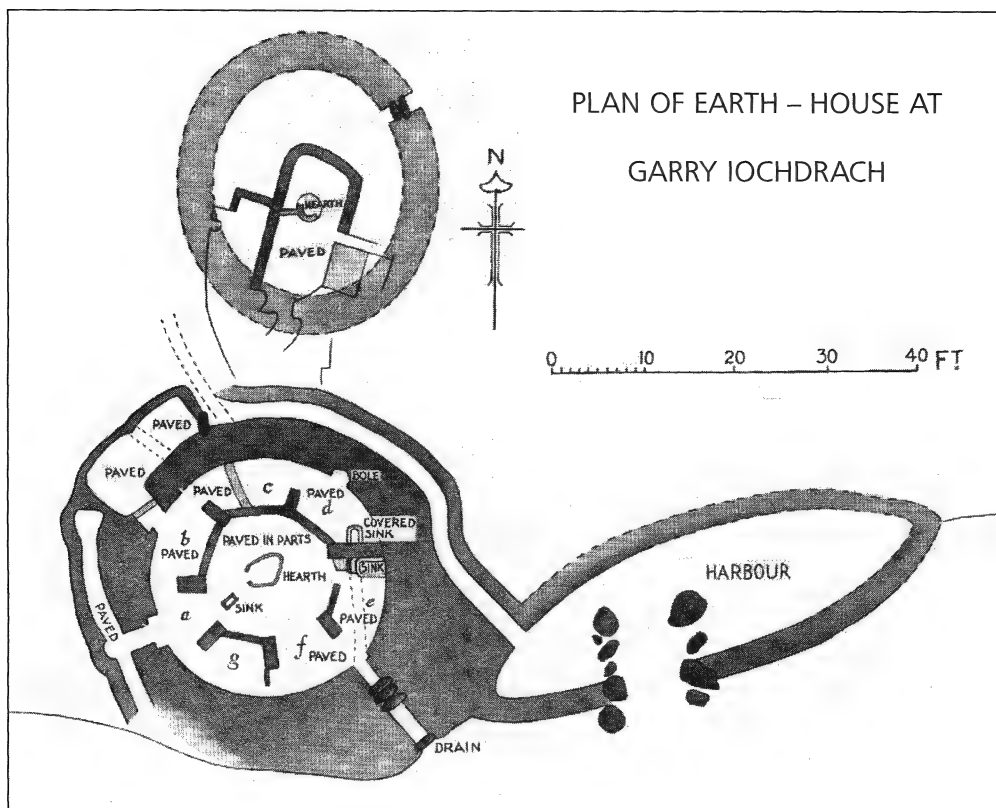 PLAN OF EARTH – HOUSE AT
GARRY IOCHDRACH
N
HEARTH
PAVED
0 10 20 30 40 FT
PAVED
PAVED
BOLE
PAVED
c
PAVED
d
COVERED
SINK
b
PAVED
PAVED IN PARTS
SINK
HEARTH
HARBOUR
SINK
a
e
PAVED
PAVED
f
PAVED
g
DRAIN